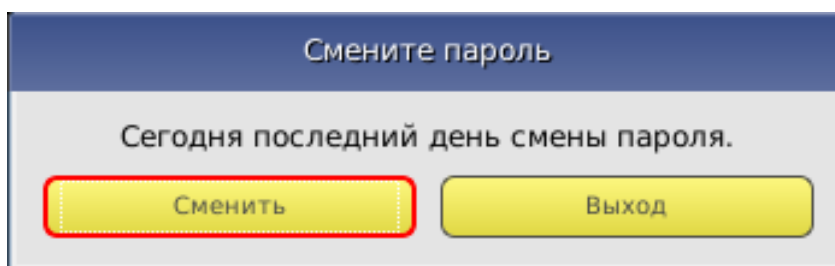 Смените пароль
Сегодня последний день смены пароля.
Сменить Выход